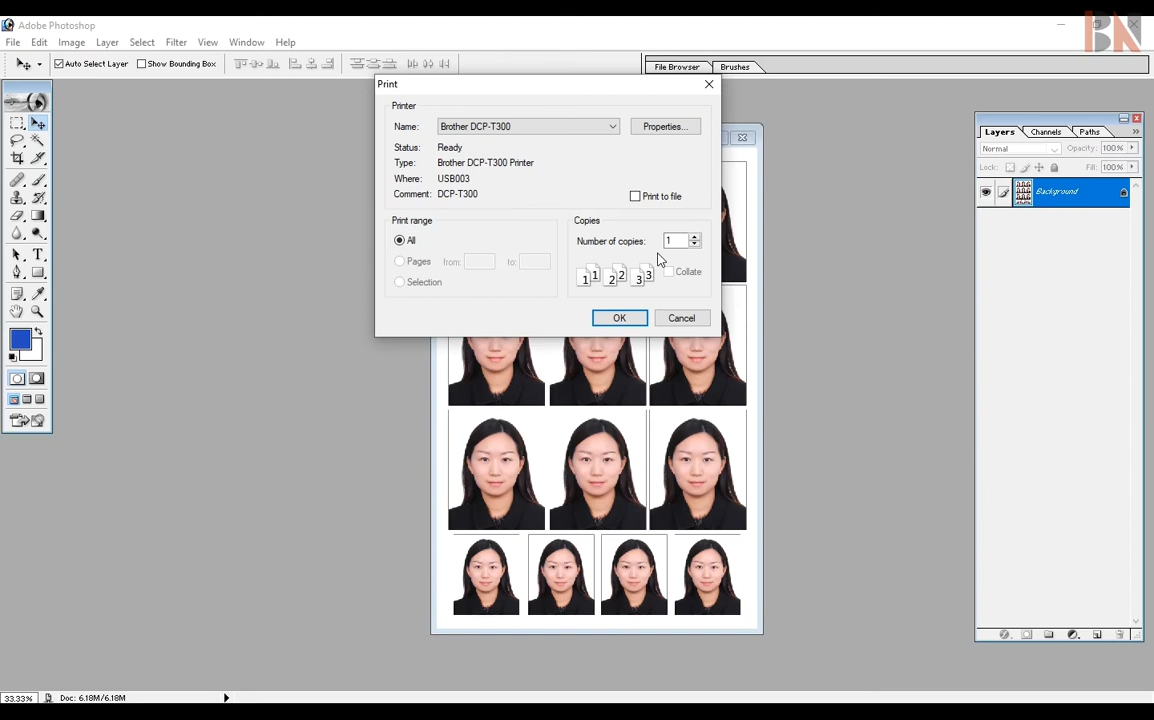 Adobe Photoshop
BN
File Edit Image Layer Select Filter View Window Help
Auto Select Layer Show Bounding Box
File Browser Brushes
Print
Printer
Name: Brother DCP-T300 Properties...
Status: Ready
Type: Brother DCP-T300 Printer
Where: USB003
Comment: DCP-T300
Print to file
Print range
All
Pages from: to:
Selection
Copies
Number of copies: 1
1 1 2 2 3 3
Collate
OK Cancel
Layers Channels Paths
Normal Opacity: 100%
Lock: Fill: 100%
Background
33.33% Doc: 6.18M/6.18M